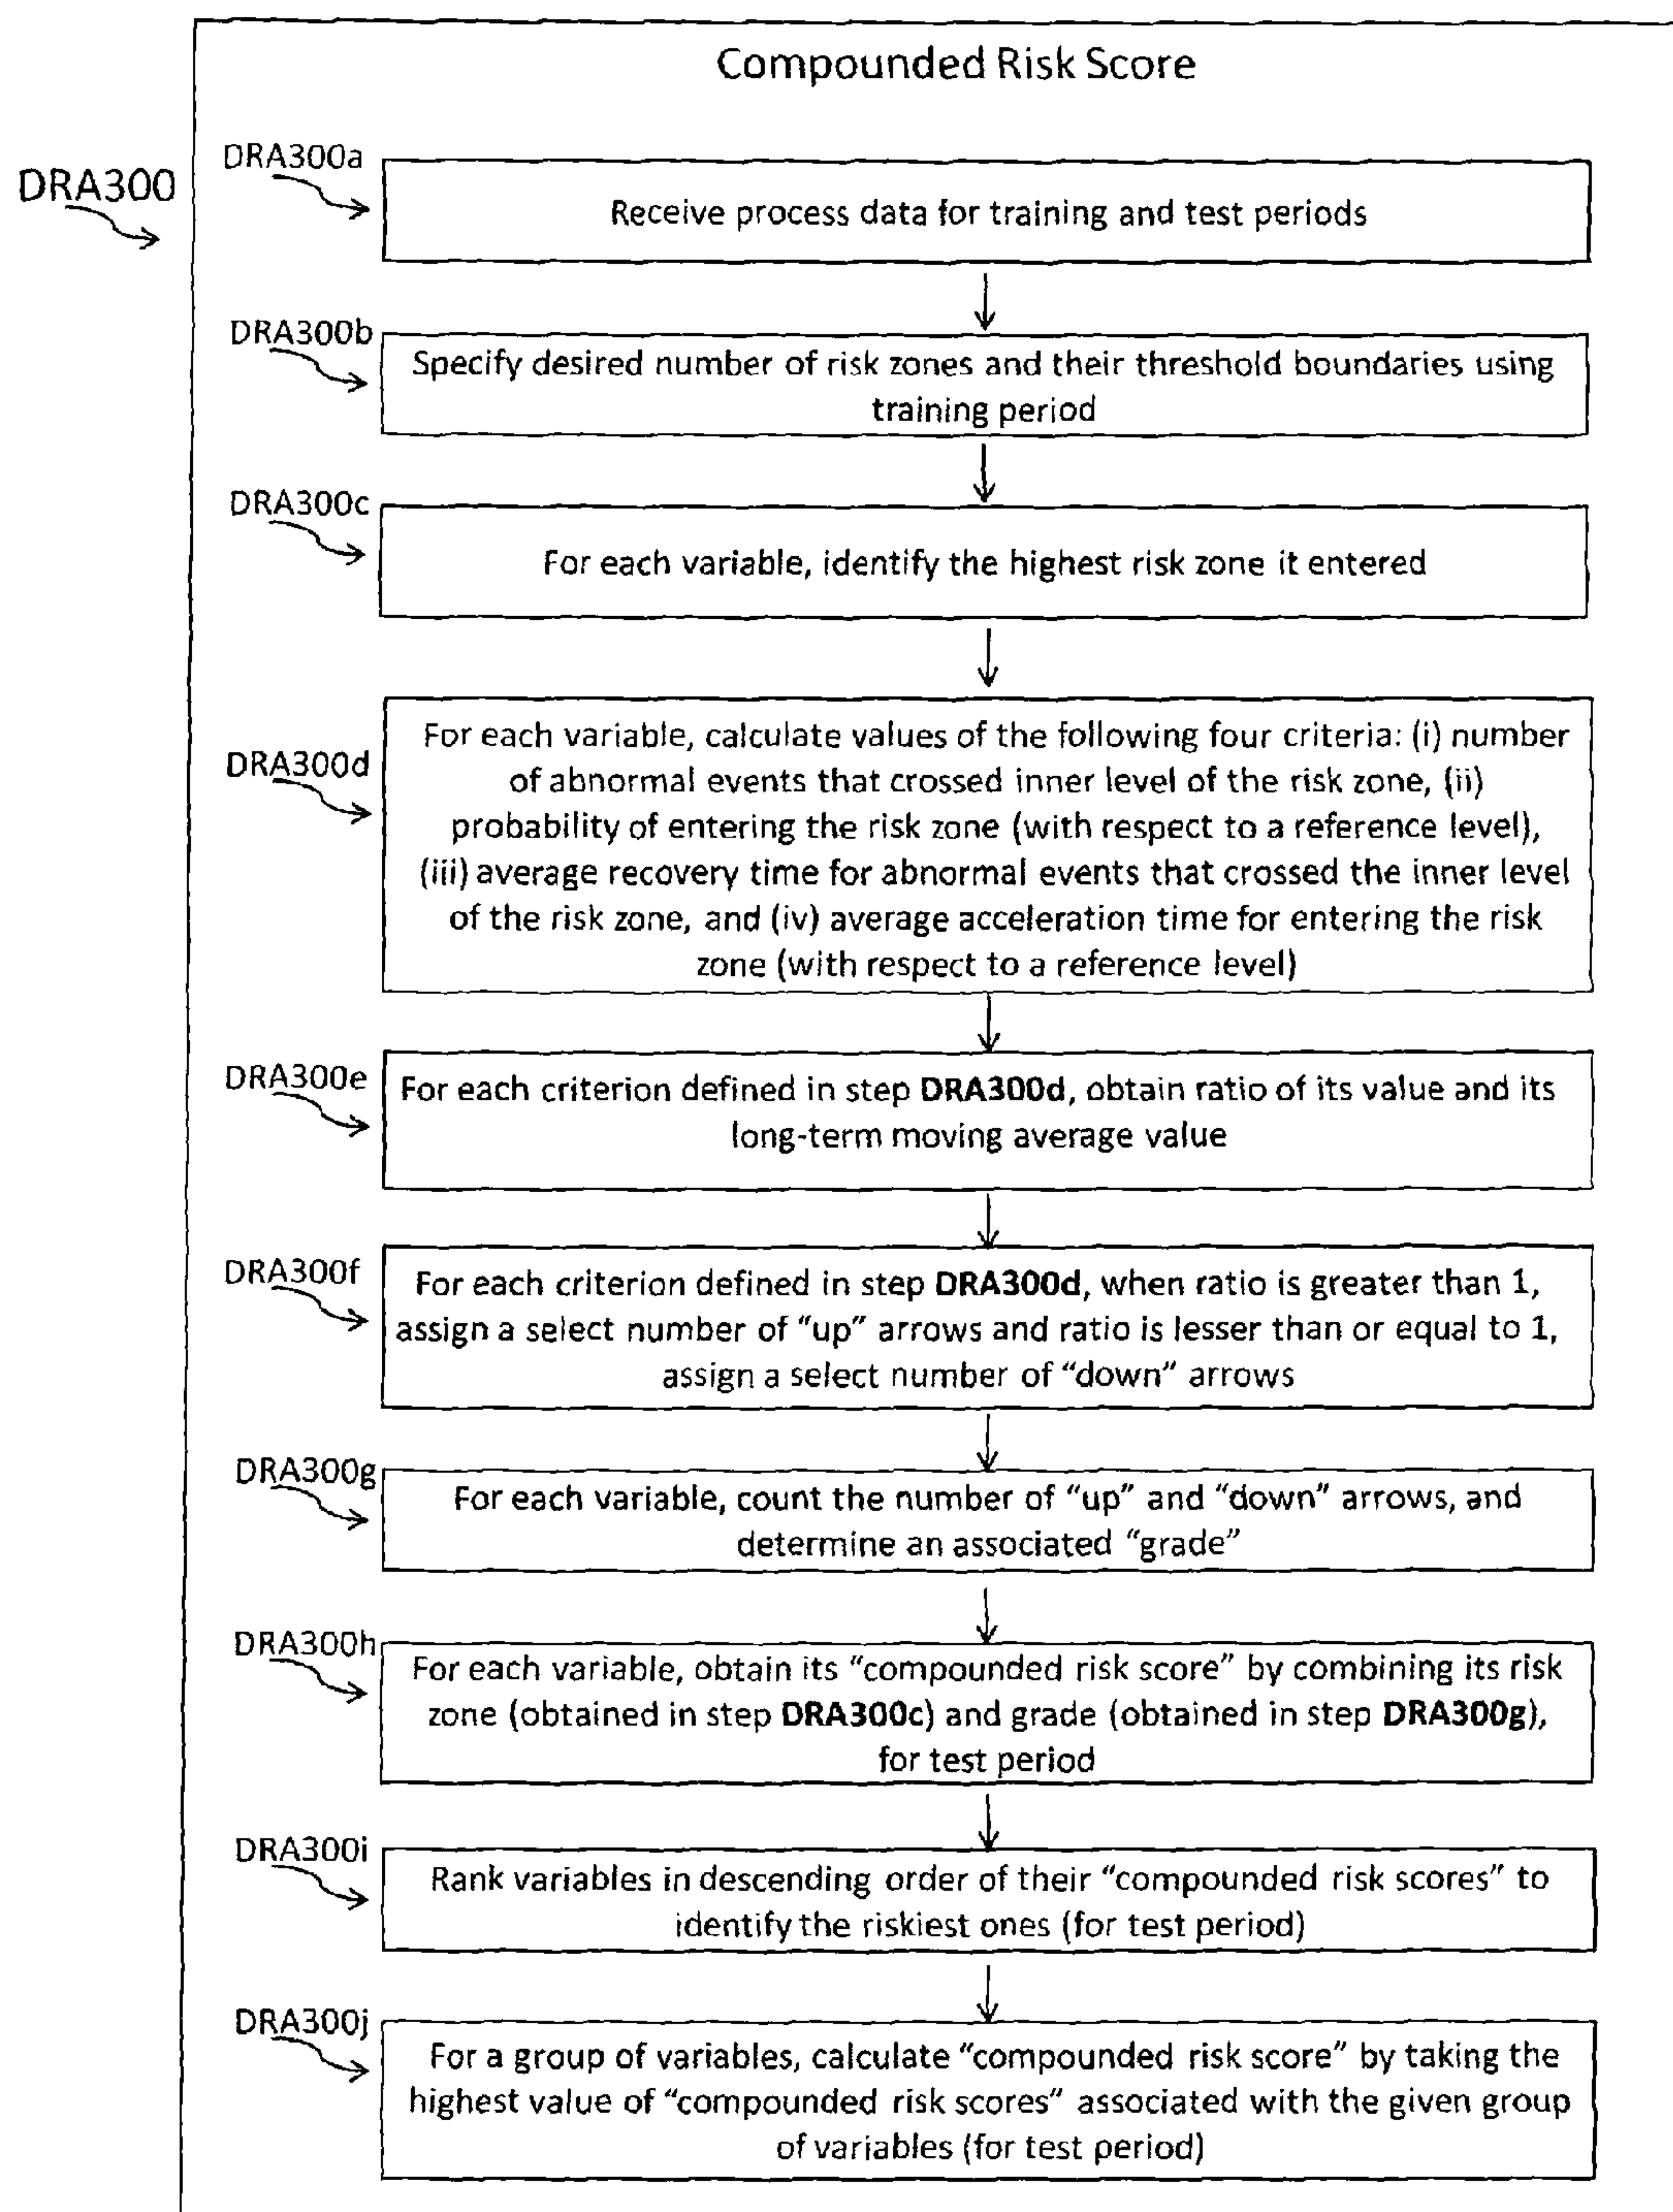 Compounded Risk Score
DRA300
DRA300a
Receive process data for training and test periods
DRA300b
Specify desired number of risk zones and their threshold boundaries using
training period
DRA300c
For each variable, identify the highest risk zone it entered
DRA300d
For each variable, calculate values of the following four criteria: (i) number
of abnormal events that crossed inner level of the risk zone, (ii)
probability of entering the risk zone (with respect to a reference level),
(iii) average recovery time for abnormal events that crossed the inner level
of the risk zone, and (iv) average acceleration time for entering the risk
zone (with respect to a reference level)
DRA300e
For each criterion defined in step DRA300d, obtain ratio of its value and its
long-term moving average value
DRA300f
For each criterion defined in step DRA300d, when ratio is greater than 1,
assign a select number of “up” arrows and ratio is lesser than or equal to 1,
assign a select number of “down” arrows
DRA300g
For each variable, count the number of “up” and “down” arrows, and
determine an associated “grade”
DRA300h
For each variable, obtain its “compounded risk score” by combining its risk
zone (obtained in step DRA300c) and grade (obtained in step DRA300g),
for test period
DRA300i
Rank variables in descending order of their “compounded risk scores” to
identify the riskiest ones (for test period)
DRA300j
For a group of variables, calculate “compounded risk score” by taking the
highest value of “compounded risk scores” associated with the given group
of variables (for test period)